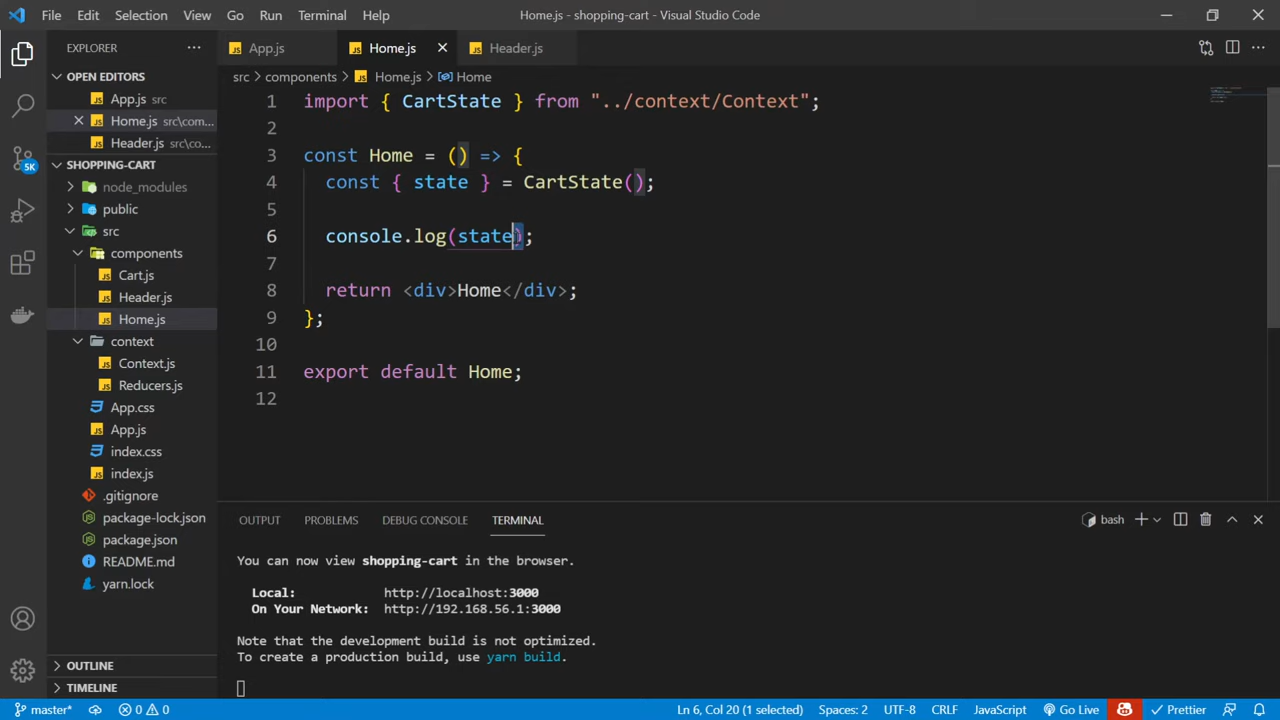 File Edit Selection View Go Run Terminal Help Home.js - shopping-cart - Visual Studio Code
EXPLORER
OPEN EDITORS
App.js src
Home.js src\com...
Header.js src\co...
SHOPPING-CART
node_modules
public
src
components
Cart.js
Header.js
Home.js
context
Context.js
Reducers.js
App.css
App.js
index.css
index.js
.gitignore
package-lock.json
package.json
README.md
yarn.lock
OUTLINE
TIMELINE
5K
App.js Home.js Header.js
src > components > Home.js > Home
1 import { CartState } from "../context/Context";
2
3 const Home = () => {
4 const { state } = CartState();
5
6 console.log(state);
7
8 return <div>Home</div>;
9 };
10
11 export default Home;
12
OUTPUT PROBLEMS DEBUG CONSOLE TERMINAL bash
You can now view shopping-cart in the browser.
Local: http://localhost:3000
On Your Network: http://192.168.56.1:3000
Note that the development build is not optimized.
To create a production build, use yarn build.
master* 0 0 Ln 6, Col 20 (1 selected) Spaces: 2 UTF-8 CRLF JavaScript Go Live Prettier